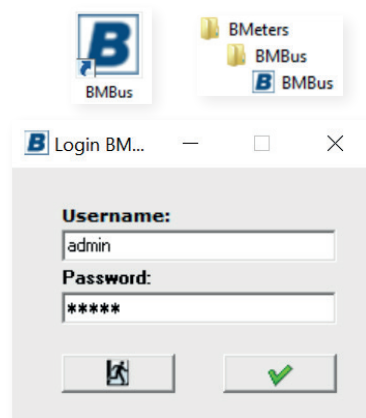 B
BMBus
BMeters
BMBus
B BMBus
B Login BM...
Username:
admin
Password:
*****